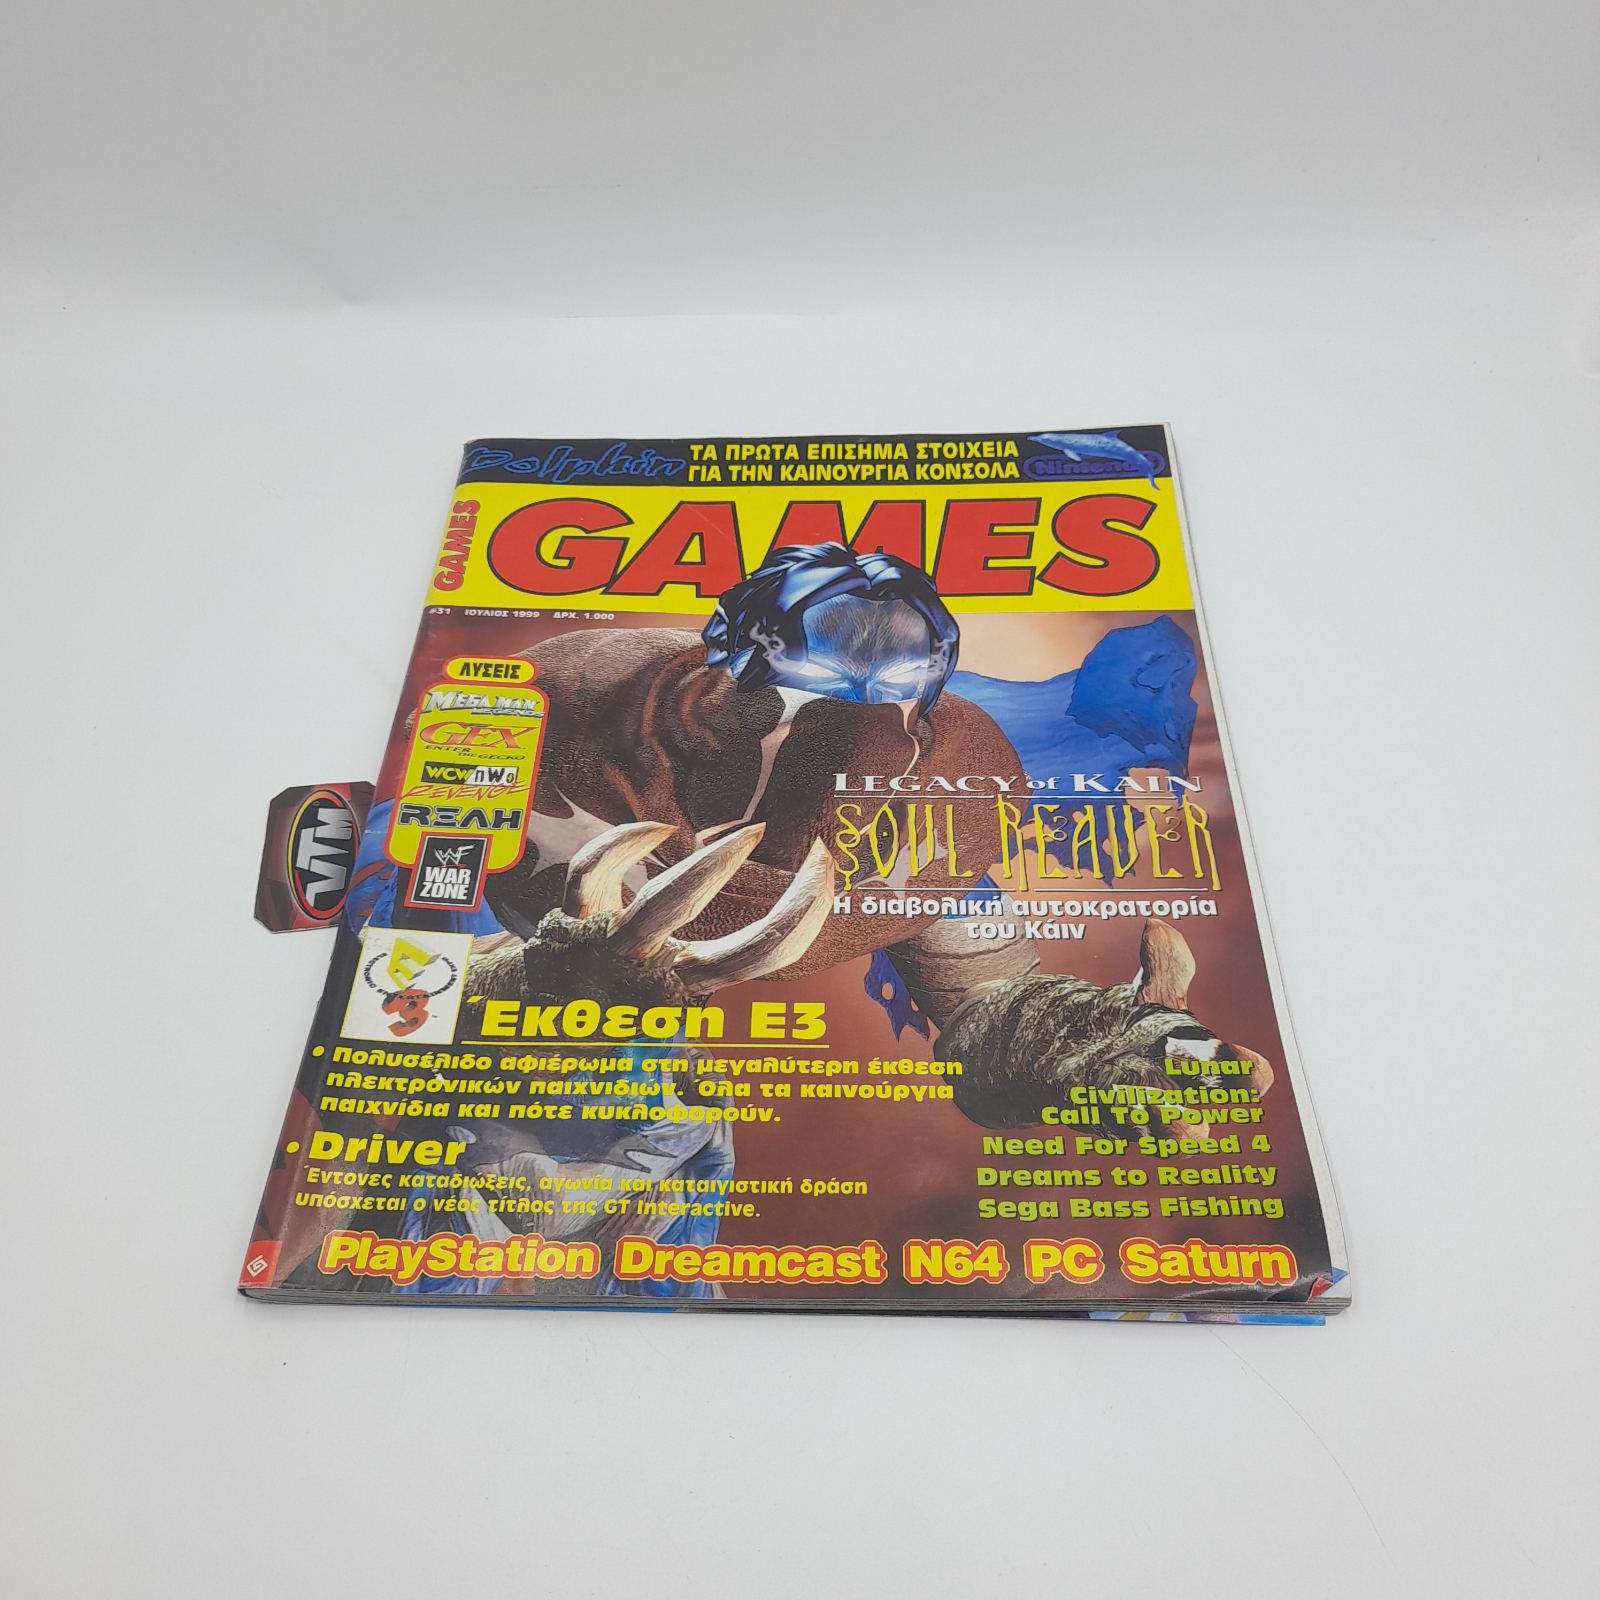 Dolphin
ΤΑ ΠΡΩΤΑ ΕΠΙΣΗΜΑ ΣΤΟΙΧΕΙΑ
ΓΙΑ ΤΗΝ ΚΑΙΝΟΥΡΓΙΑ ΚΟΝΣΟΛΑ
Nintendo
GAMES
GAMES
#31 ΙΟΥΛΙΟΣ 1999 ΔΡΧ. 1.000
ΛΥΣΕΙΣ
MEGA MAN
LEGENDS
GEX
ENTER THE GECKO
WCW nWo
REVENGE
RΞΛH
WF
WAR
ZONE
VTM
LEGACY of KAIN
SOUL REAVER
Η διαβολική αυτοκρατορία
του Κάιν
E3
Έκθεση E3
• Πολυσέλιδο αφιέρωμα στη μεγαλύτερη έκθεση
ηλεκτρονικών παιχνιδιών. Όλα τα καινούργια
παιχνίδια και πότε κυκλοφορούν.
• Driver
Έντονες καταδιώξεις, αγωνία και καταιγιστική δράση
υπόσχεται ο νέος τίτλος της GT Interactive.
Lunar
Civilization:
Call To Power
Need For Speed 4
Dreams to Reality
Sega Bass Fishing
PlayStation Dreamcast N64 PC Saturn